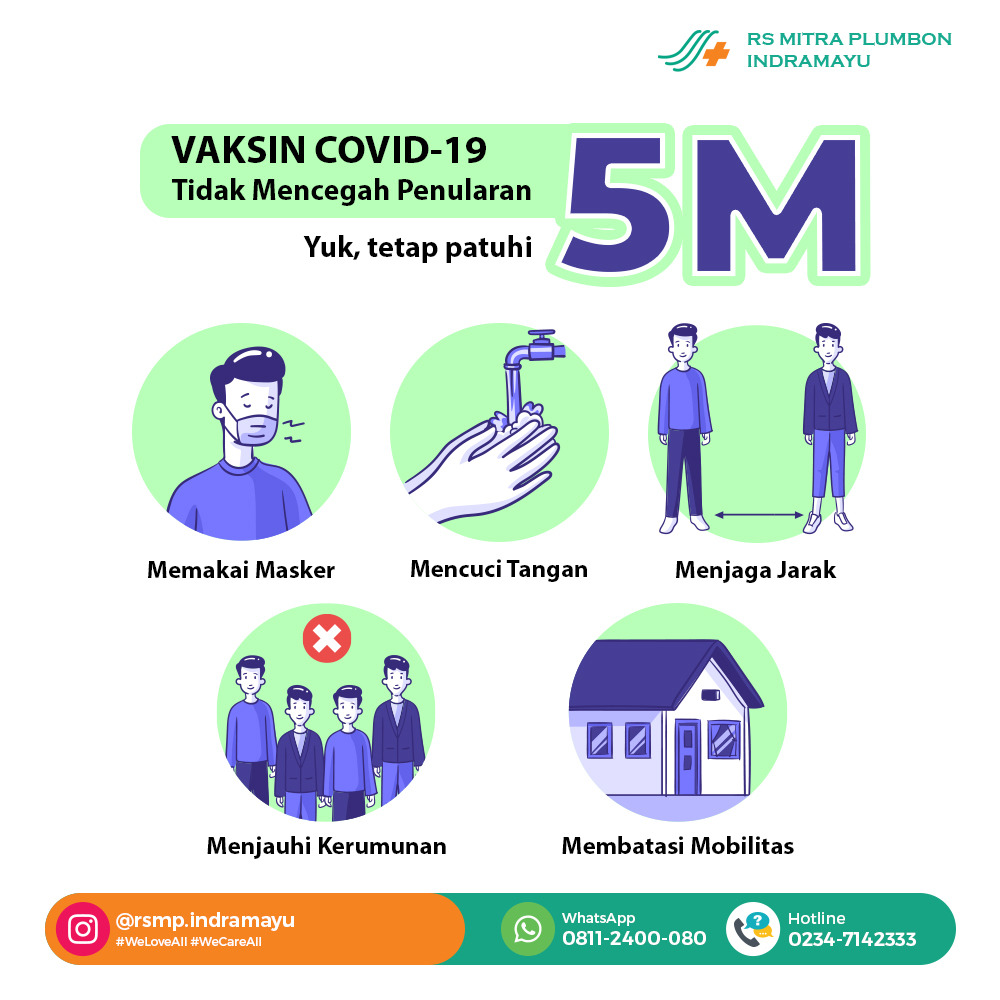 RS MITRA PLUMBON
INDRAMAYU
VAKSIN COVID-19
Tidak Mencegah Penularan
Yuk, tetap patuhi
5M
Memakai Masker
Mencuci Tangan
Menjaga Jarak
Menjauhi Kerumunan
Membatasi Mobilitas
@rsmp.indramayu
#WeLoveAll #WeCareAll
WhatsApp
0811-2400-080
?
Hotline
0234-7142333